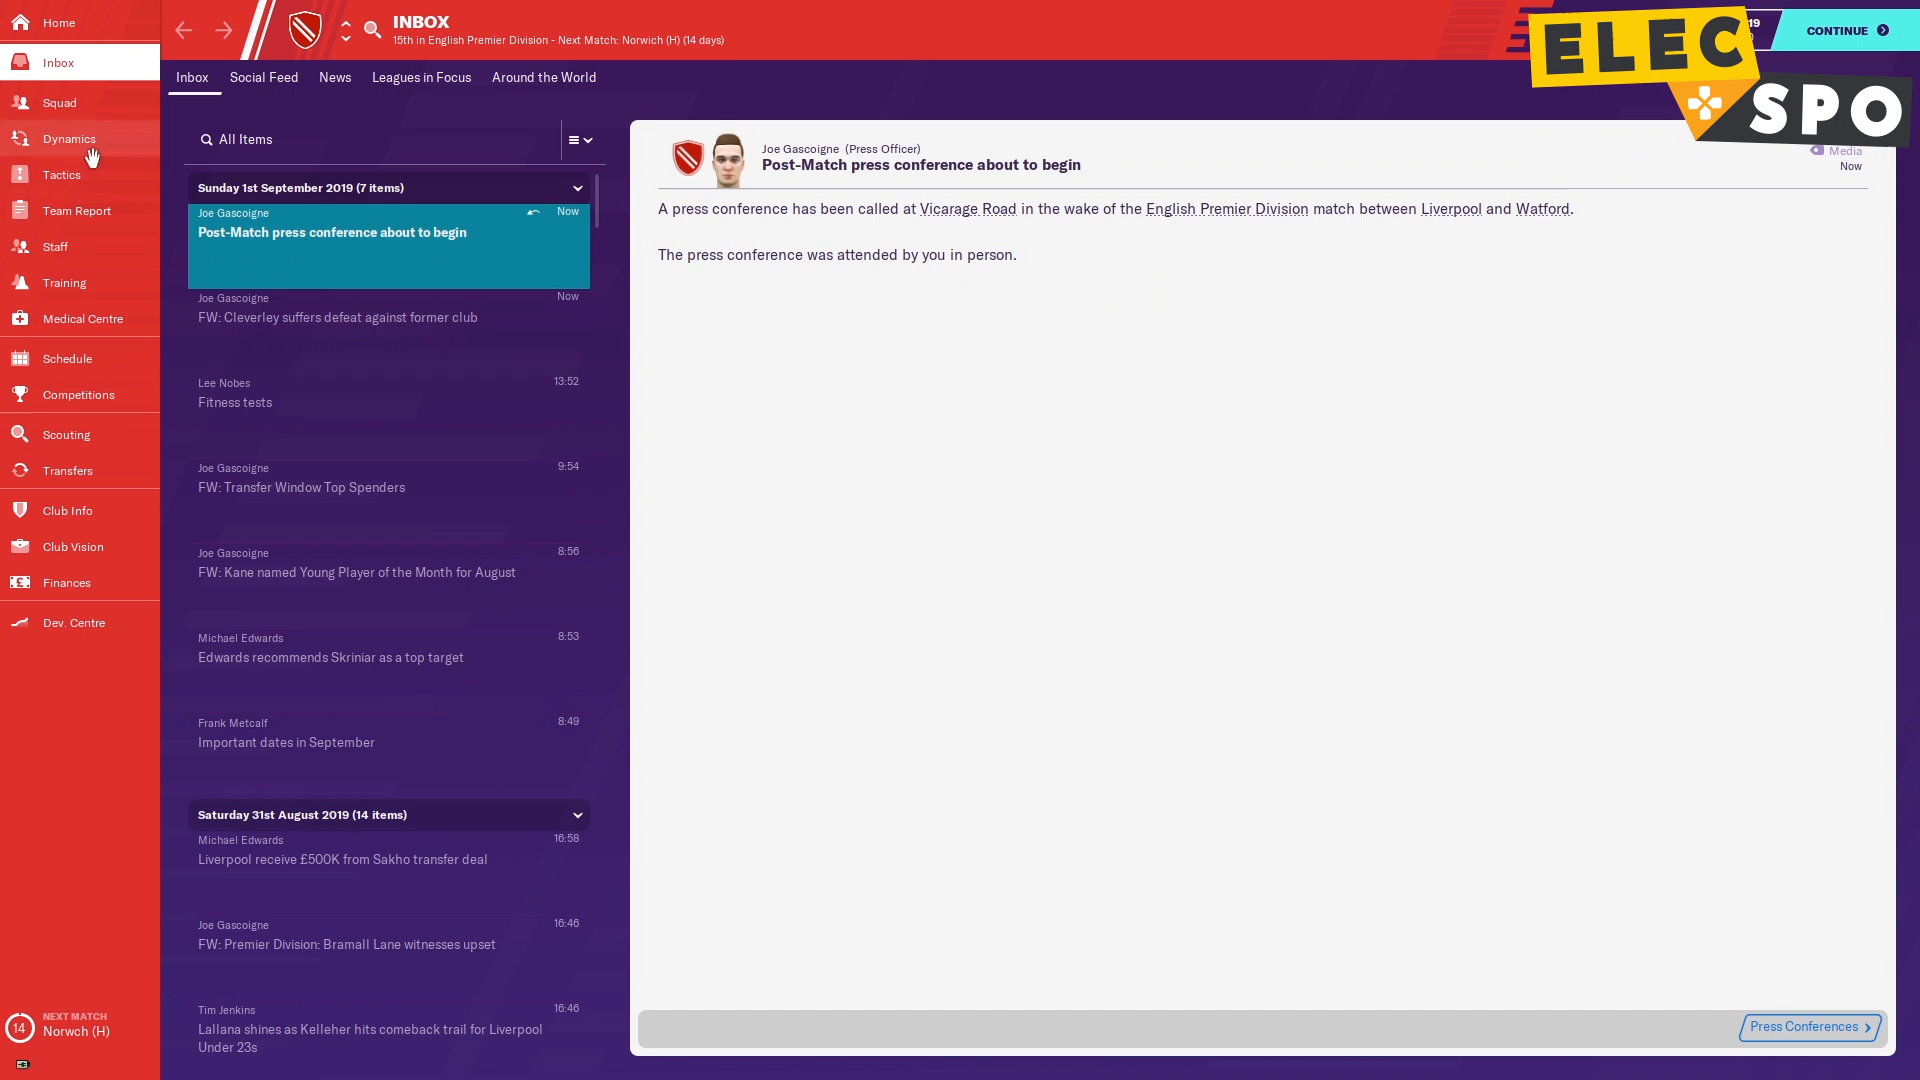 Home
Inbox
Squad
Dynamics
Tactics
Team Report
Staff
Training
Medical Centre
Schedule
Competitions
Scouting
Transfers
Club Info
Club Vision
Finances
Dev. Centre
14
NEXT MATCH
Norwch (H)
INBOX
15th in English Premier Division - Next Match: Norwich (H) (14 days)
19
CONTINUE
ELEC
SPO
Inbox
Social Feed
News
Leagues in Focus
Around the World
All Items
Sunday 1st September 2019 (7 items)
Joe Gascoigne
Now
Post-Match press conference about to begin
Joe Gascoigne
Now
FW: Cleverley suffers defeat against former club
Lee Nobes
13:52
Fitness tests
Joe Gascoigne
9:54
FW: Transfer Window Top Spenders
Joe Gascoigne
8:56
FW: Kane named Young Player of the Month for August
Michael Edwards
8:53
Edwards recommends Skriniar as a top target
Frank Metcalf
8:49
Important dates in September
Saturday 31st August 2019 (14 items)
Michael Edwards
16:58
Liverpool receive £500K from Sakho transfer deal
Joe Gascoigne
16:46
FW: Premier Division: Bramall Lane witnesses upset
Tim Jenkins
16:46
Lallana shines as Kelleher hits comeback trail for Liverpool
Under 23s
Joe Gascoigne (Press Officer)
Post-Match press conference about to begin
Media
Now
A press conference has been called at Vicarage Road in the wake of the English Premier Division match between Liverpool and Watford.
The press conference was attended by you in person.
Press Conferences